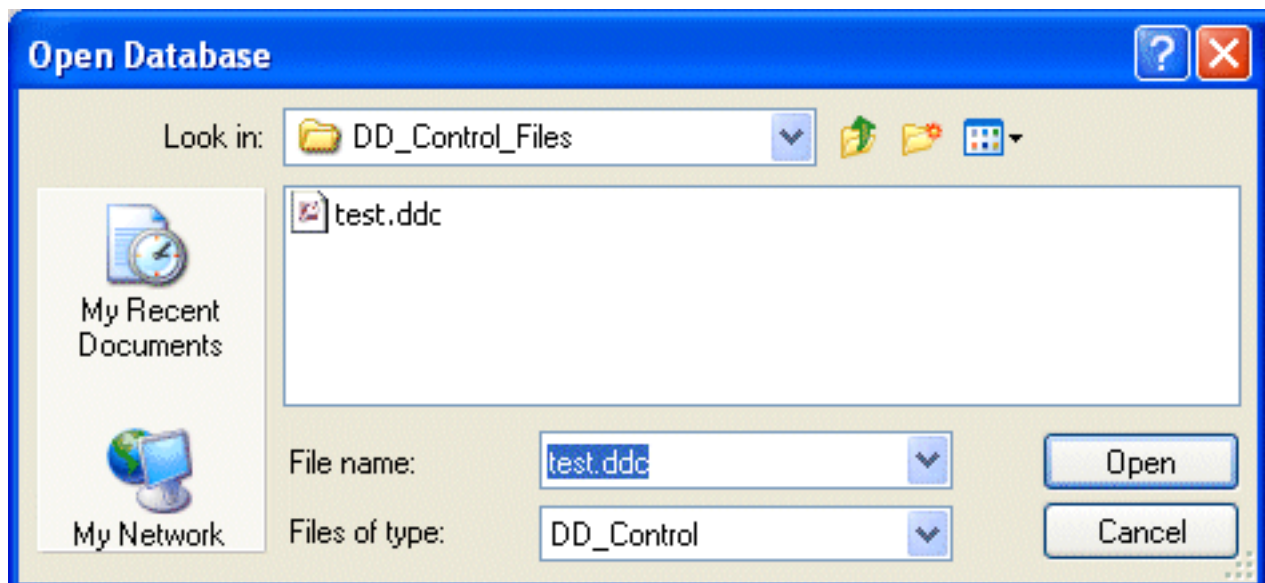 Open Database
Look in: DD_Control_Files
test.ddc
My Recent
Documents
My Network
File name: test.ddc Open
Files of type: DD_Control Cancel